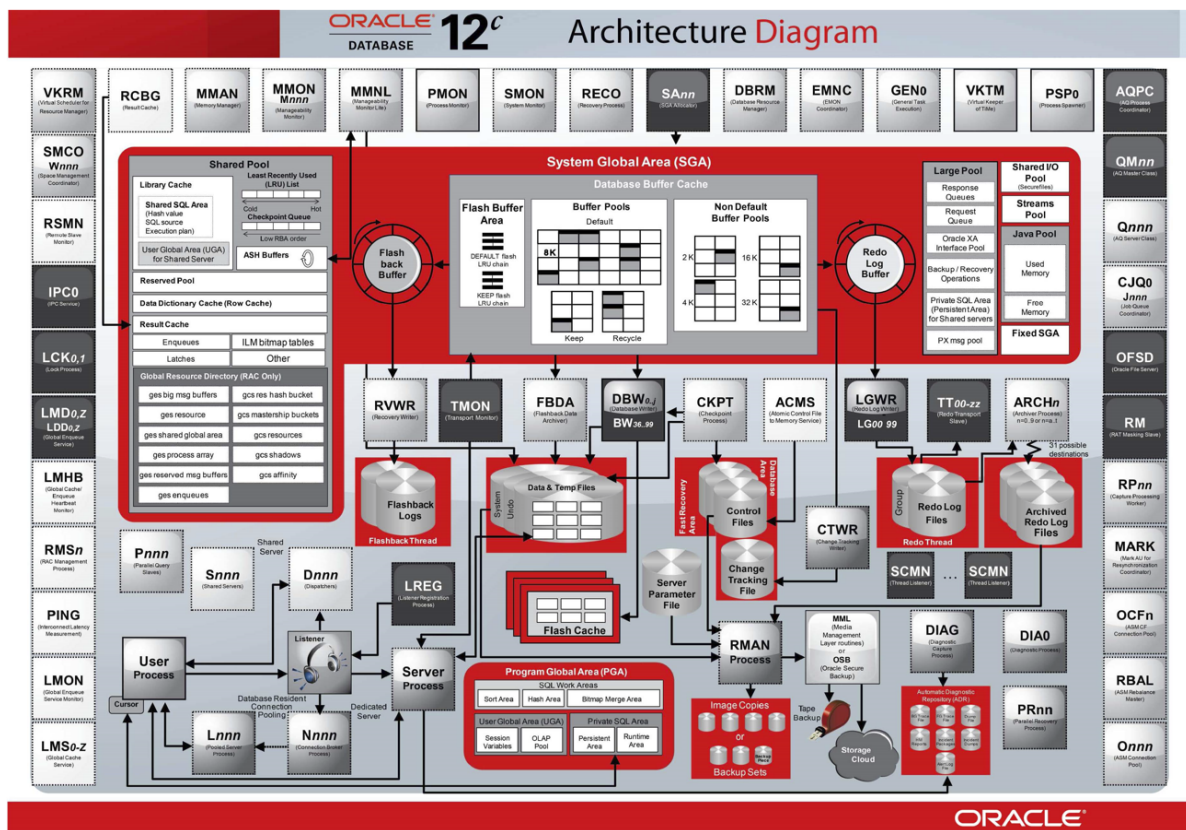 ORACLE®
DATABASE
12c
Architecture Diagram
VKRM
(Virtual Scheduler for
Resource Manager)
RCBG
(Result Cache)
MMAN
(Memory Manager)
MMON
Mnnn
(Manageability
Monitor)
MMNL
(Manageability
Monitor Lite)
PMON
(Process Monitor)
SMON
(System Monitor)
RECO
(Recovery Process)
SAnn
(SGA Allocator)
DBRM
(Database Resource
Manager)
EMNC
(EMON
Coordinator)
GEN0
(General Task
Execution)
VKTM
(Virtual Keeper
of TiMe)
PSP0
(Process Spawner)
AQPC
(AQ Process
Coordinator)
SMCO
Wnnn
(Space Management
Coordinator)
RSMN
(Remote Slave
Monitor)
IPC0
(IPC Service)
LCK0,1
(Lock Process)
LMD0,Z
LDD0,Z
(Global Enqueue
Service)
LMHB
(Global Cache/
Enqueue
Heartbeat
Monitor)
RMSn
(RAC Management
Process)
PING
(Interconnect Latency
Measurement)
LMON
(Global Enqueue
Service Monitor)
LMS0-Z
(Global Cache
Service)
QMnn
(AQ Master Class)
Qnnn
(AQ Server Class)
CJQ0
Jnnn
(Job Queue
Coordinator)
OFSD
(Oracle File Server)
RM
(RAT Masking Slave)
RPnn
(Capture Processing
Worker)
MARK
(Mark AU for
Resynchronization
Coordinator)
OCFn
(ASM CF
Connection Pool)
RBAL
(ASM Rebalance
Master)
Onnn
(ASM Connection
Pool)
System Global Area (SGA)
Shared Pool
Library Cache
Shared SQL Area
(Hash value
SQL source
Execution plan)
User Global Area (UGA)
for Shared Server
Least Recently Used
(LRU) List
Cold
Hot
Checkpoint Queue
Low RBA order
ASH Buffers
Reserved Pool
Data Dictionary Cache (Row Cache)
Result Cache
Enqueues
ILM bitmap tables
Latches
Other
Global Resource Directory (RAC Only)
ges big msg buffers
gcs res hash bucket
ges resource
gcs mastership buckets
ges shared global area
gcs resources
ges process array
gcs shadows
ges reserved msg buffers
gcs affinity
ges enqueues
Flash
back
Buffer
Database Buffer Cache
Flash Buffer
Area
DEFAULT flash
LRU chain
KEEP flash
LRU chain
Buffer Pools
Default
8K
Keep
Recycle
Non Default
Buffer Pools
2 K
16 K
4 K
32 K
Redo
Log
Buffer
Large Pool
Response
Queues
Request
Queue
Oracle XA
Interface Pool
Backup / Recovery
Operations
Private SQL Area
(Persistent Area)
for Shared servers
PX msg pool
Shared I/O
Pool
(Securefiles)
Streams
Pool
Java Pool
Used
Memory
Free
Memory
Fixed SGA
RVWR
(Recovery Writer)
TMON
(Transport Monitor)
FBDA
(Flashback Data
Archiver)
DBW0..j
(Database Writer)
BW36..99
CKPT
(Checkpoint
Process)
ACMS
(Atomic Control File
to Memory Service)
LGWR
(Redo Log Writer)
LG00 99
TT00-zz
(Redo Transport
Slave)
ARCHn
(Archiver Process)
n=0..9 or n=a..t
31 possible
destinations
Flashback
Logs
Flashback Thread
System
Undo
Data & Temp Files
Fast Recovery
Area
Database
Area
Control
Files
Change
Tracking
File
CTWR
(Change Tracking
Writer)
Group
Redo Log
Files
Redo Thread
Archived
Redo Log Files
SCMN
(Thread Listener)
...
SCMN
(Thread Listener)
Flash Cache
Server
Parameter
File
RMAN
Process
MML
(Media
Management
Layer routines)
or
OSB
(Oracle Secure
Backup)
DIAG
(Diagnostic
Capture Process)
DIA0
(Diagnostic Process)
PRnn
(Parallel Recovery
Process)
Automatic Diagnostic
Repository (ADR)
Image Copies
or
Backup Sets
Tape
Backup
Storage
Cloud
Pnnn
(Parallel Query
Slaves)
Shared
Server
Snnn
(Shared Servers)
Dnnn
(Dispatchers)
LREG
(Listener Registration
Process)
Listener
User
Process
Cursor
Server
Process
Database Resident
Connection
Pooling
Dedicated
Server
Lnnn
(Pooled Server
Process)
Nnnn
(Connection Broker
Process)
Program Global Area (PGA)
SQL Work Areas
Sort Area
Hash Area
Bitmap Merge Area
User Global Area (UGA)
Session
Variables
OLAP
Pool
Private SQL Area
Persistent
Area
Runtime
Area
ORACLE®